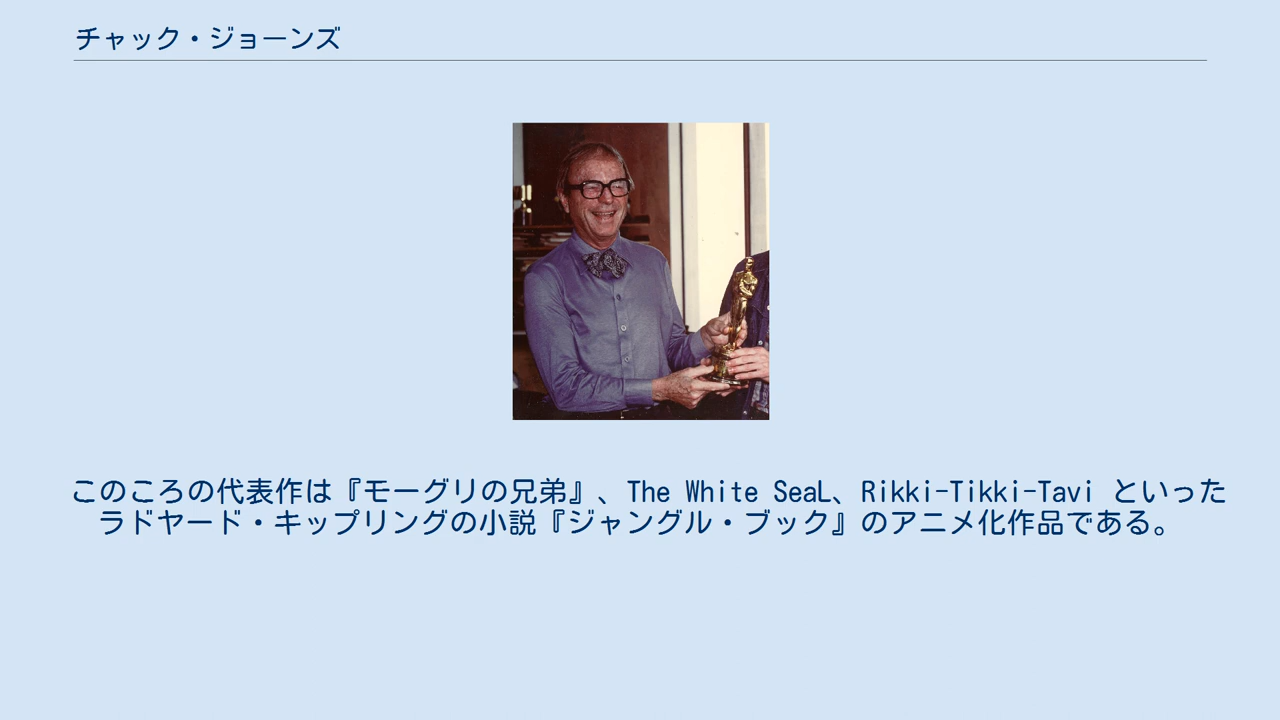 チャック・ジョーンズ
このころの代表作は『モーグリの兄弟』、The White SeaL、Rikki-Tikki-Tavi といった
ラドヤード・キップリングの小説『ジャングル・ブック』のアニメ化作品である。